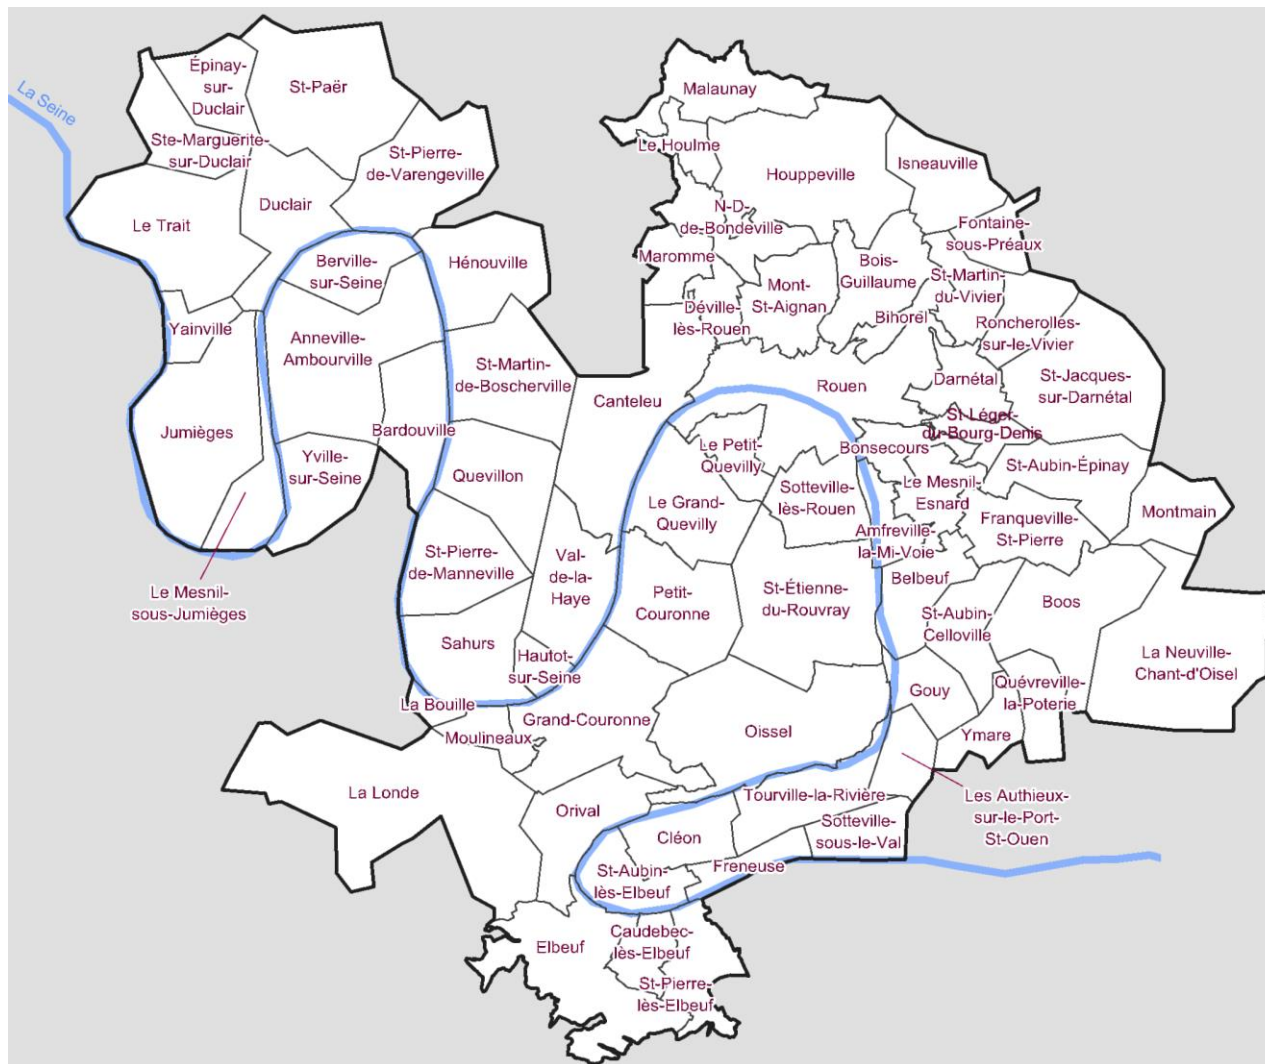 La Seine
Épinay-
sur-
Duclair
St-Paër
Ste-Marguerite-
sur-Duclair
St-Pierre-
de-Varengeville
Le Trait
Duclair
Berville-
sur-Seine
Hénouville
Yainville
Anneville-
Ambourville
St-Martin-
de-Boscherville
Jumièges
Bardouville
Yville-
sur-Seine
Quevillon
Le Mesnil-
sous-Jumièges
St-Pierre-
de-Manneville
Val-
de-la-
Haye
Sahurs
Hautot-
sur-Seine
La Bouille
Moulineaux
Grand-Couronne
La Londe
Orival
Malaunay
Le Houlme
Houppeville
Isneauville
N-D-
de-Bondeville
Fontaine-
sous-Préaux
Maromme
Mont-
St-Aignan
Bois-
Guillaume
St-Martin-
du-Vivier
Déville-
lès-Rouen
Bihorel
Roncherolles-
sur-le-Vivier
Canteleu
Rouen
Darnétal
St-Jacques-
sur-Darnétal
St-Léger-
du-Bourg-Denis
Le Petit-
Quevilly
Bonsecours
St-Aubin-Épinay
Le Grand-
Quevilly
Sotteville-
lès-Rouen
Le Mesnil-
Esnard
Franqueville-
St-Pierre
Montmain
Amfreville-
la-Mi-Voie
Petit-
Couronne
St-Étienne-
du-Rouvray
Belbeuf
St-Aubin-
Celloville
Boos
La Neuville-
Chant-d'Oisel
Gouy
Quévreville-
la-Poterie
Oissel
Ymare
Les Authieux-
sur-le-Port-
St-Ouen
Tourville-la-Rivière
Cléon
Sotteville-
sous-le-Val
St-Aubin-
lès-Elbeuf
Freneuse
Elbeuf
Caudebec-
lès-Elbeuf
St-Pierre-
lès-Elbeuf